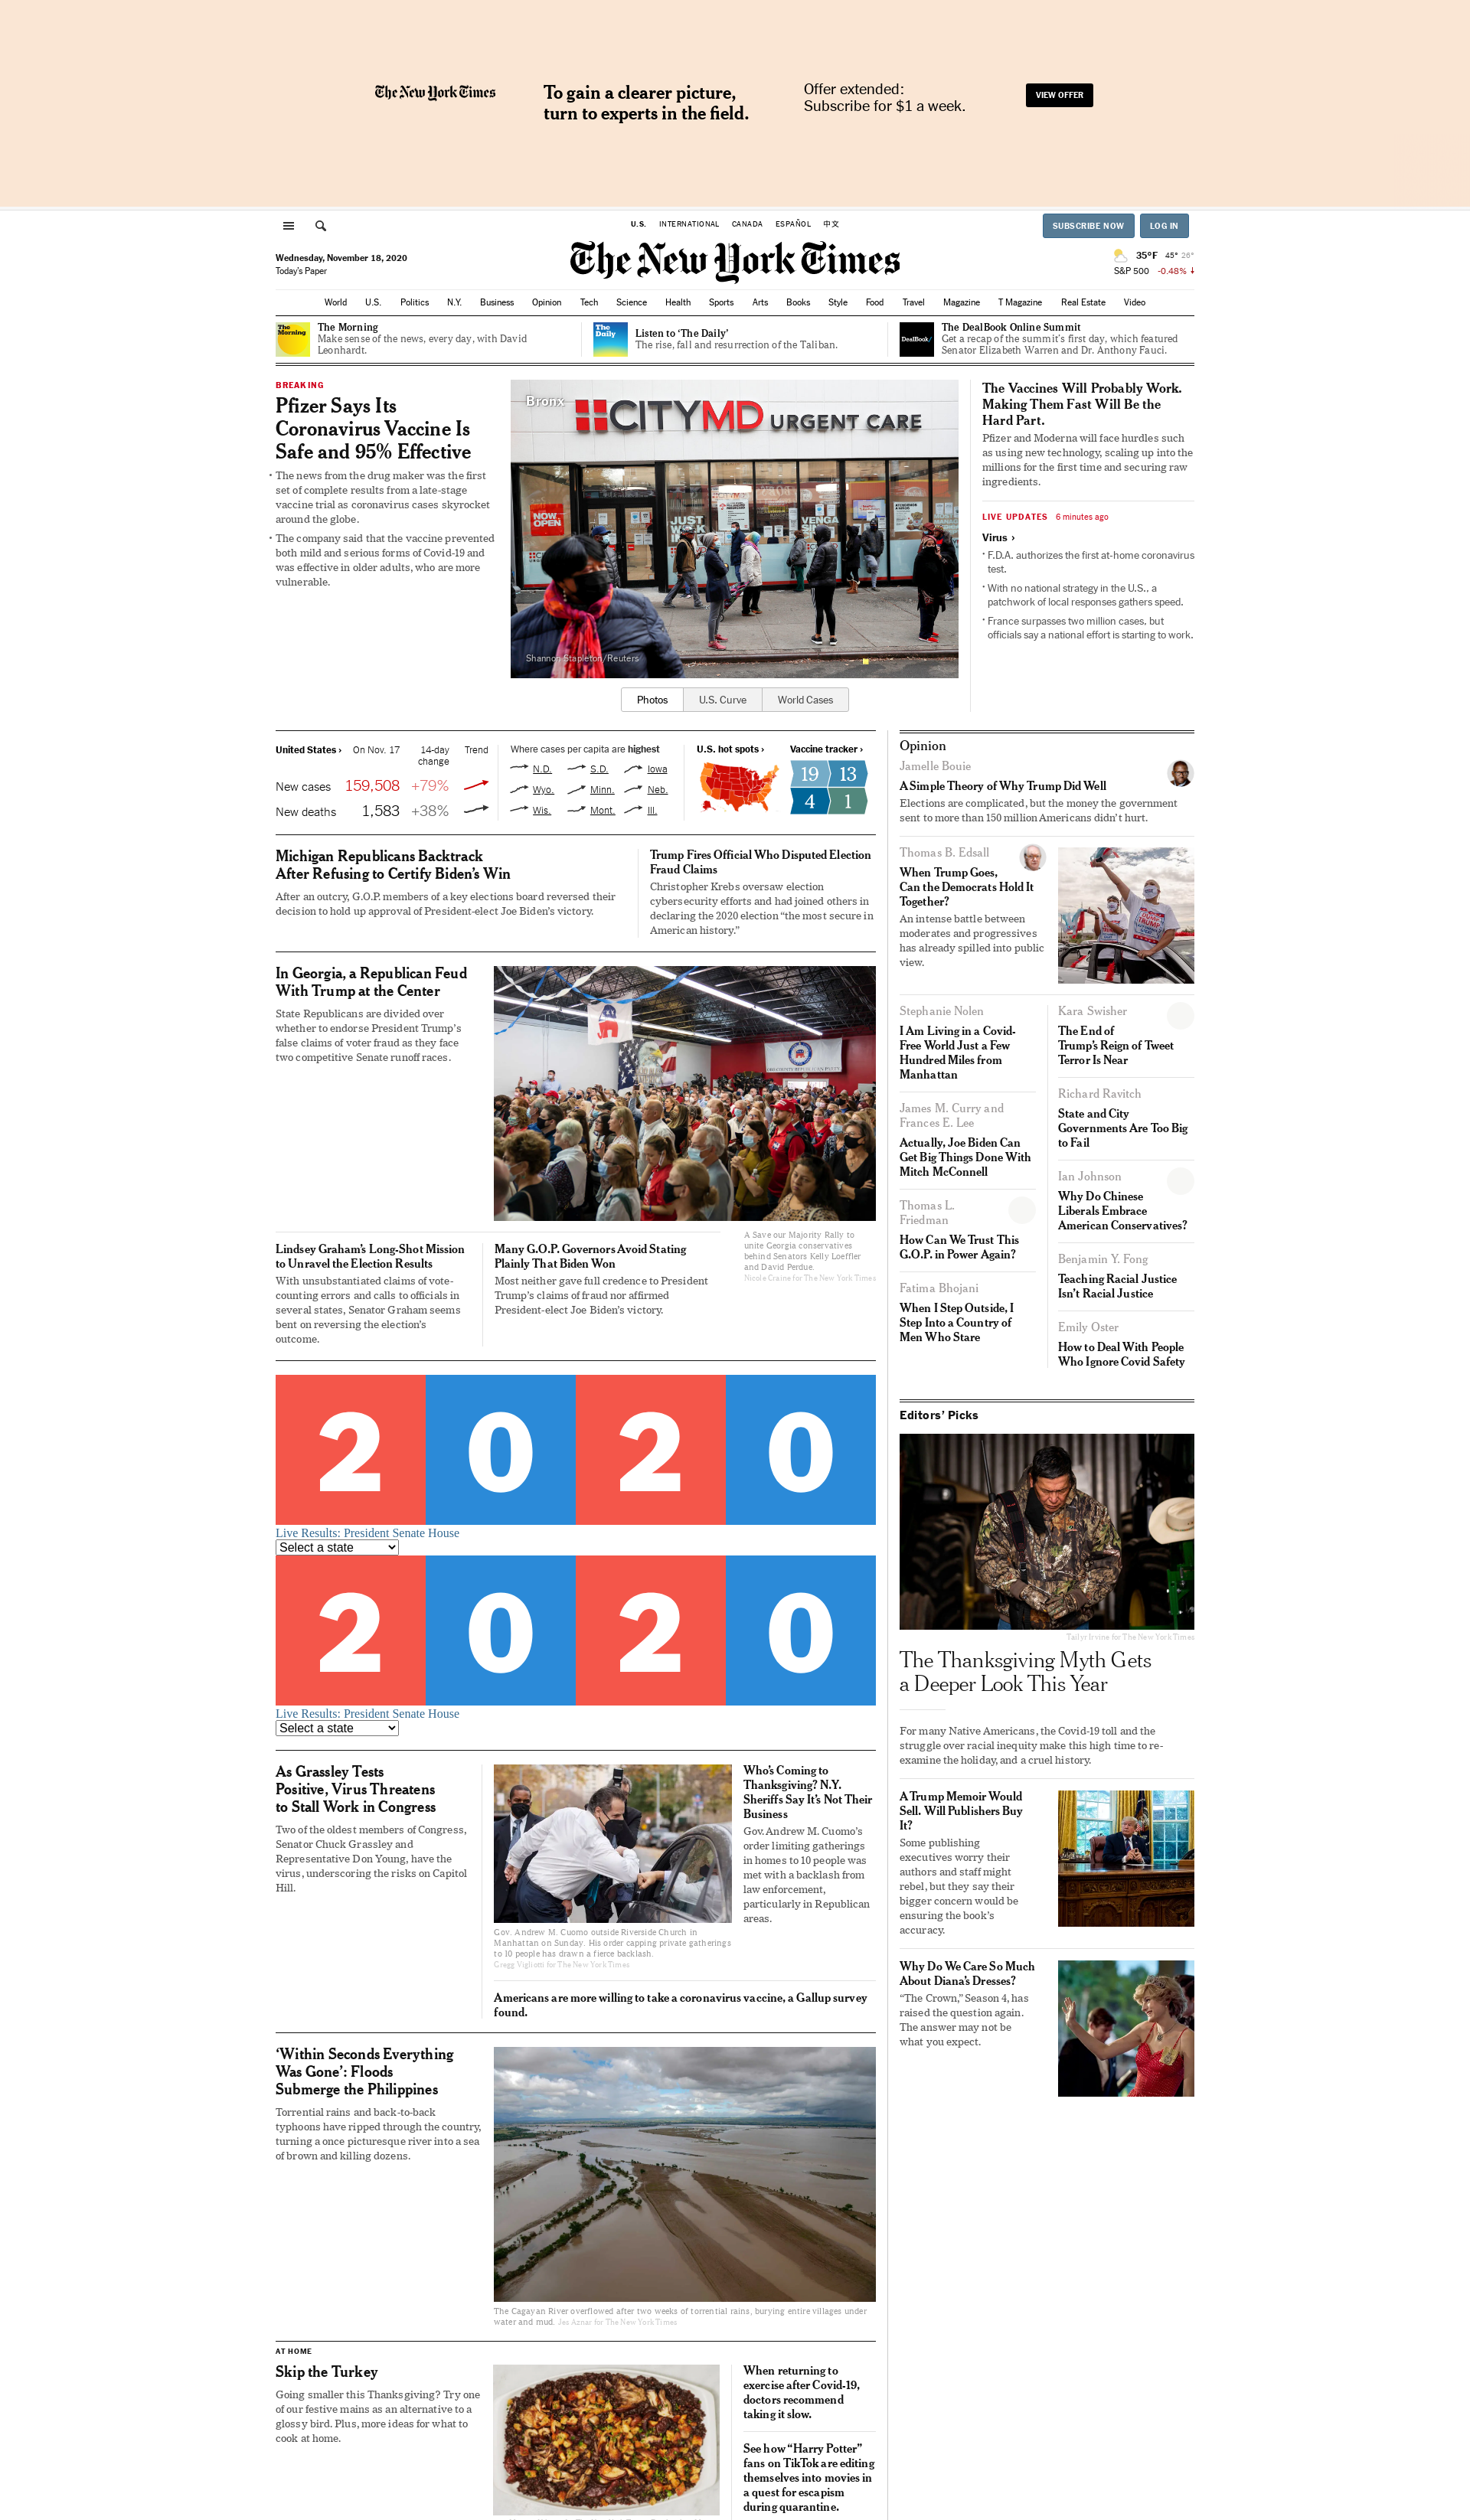 The New York Times
To gain a clearer picture,
turn to experts in the field.
Offer extended:
Subscribe for $1 a week.
VIEW OFFER
U.S. INTERNATIONAL CANADA ESPAÑOL 中文
SUBSCRIBE NOW LOG IN
Wednesday, November 18, 2020
Today's Paper
The New York Times
35°F 45° 26°
S&P 500 -0.48%
World U.S. Politics N.Y. Business Opinion Tech Science Health Sports Arts Books Style Food Travel Magazine T Magazine Real Estate Video
The Morning
The Morning
Make sense of the news, every day, with David
Leonhardt.
The Daily
Listen to ‘The Daily’
The rise, fall and resurrection of the Taliban.
DealBook/
The DealBook Online Summit
Get a recap of the summit's first day, which featured
Senator Elizabeth Warren and Dr. Anthony Fauci.
BREAKING
Pfizer Says Its
Coronavirus Vaccine Is
Safe and 95% Effective
The news from the drug maker was the first
set of complete results from a late-stage
vaccine trial as coronavirus cases skyrocket
around the globe.
The company said that the vaccine prevented
both mild and serious forms of Covid-19 and
was effective in older adults, who are more
vulnerable.
Bronx
CITYMD URGENT CARE
NOW OPEN
Shannon Stapleton/Reuters
Photos U.S. Curve World Cases
The Vaccines Will Probably Work.
Making Them Fast Will Be the
Hard Part.
Pfizer and Moderna will face hurdles such
as using new technology, scaling up into the
millions for the first time and securing raw
ingredients.
LIVE UPDATES 6 minutes ago
Virus ›
F.D.A. authorizes the first at-home coronavirus
test.
With no national strategy in the U.S., a
patchwork of local responses gathers speed.
France surpasses two million cases, but
officials say a national effort is starting to work.
United States › On Nov. 17 14-day
change Trend
New cases 159,508 +79%
New deaths 1,583 +38%
Where cases per capita are highest
N.D. S.D. Iowa
Wyo. Minn. Neb.
Wis. Mont. Ill.
U.S. hot spots ›
Vaccine tracker ›
19 13
4 1
Michigan Republicans Backtrack
After Refusing to Certify Biden's Win
After an outcry, G.O.P. members of a key elections board reversed their
decision to hold up approval of President-elect Joe Biden's victory.
Trump Fires Official Who Disputed Election
Fraud Claims
Christopher Krebs oversaw election
cybersecurity efforts and had joined others in
declaring the 2020 election “the most secure in
American history.”
In Georgia, a Republican Feud
With Trump at the Center
State Republicans are divided over
whether to endorse President Trump's
false claims of voter fraud as they face
two competitive Senate runoff races.
A Save our Majority Rally to
unite Georgia conservatives
behind Senators Kelly Loeffler
and David Perdue.
Nicole Craine for The New York Times
Lindsey Graham's Long-Shot Mission
to Unravel the Election Results
With unsubstantiated claims of vote-
counting errors and calls to officials in
several states, Senator Graham seems
bent on reversing the election's
outcome.
Many G.O.P. Governors Avoid Stating
Plainly That Biden Won
Most neither gave full credence to President
Trump's claims of fraud nor affirmed
President-elect Joe Biden's victory.
2 0 2 0
Live Results: President Senate House
Select a state
2 0 2 0
Live Results: President Senate House
Select a state
As Grassley Tests
Positive, Virus Threatens
to Stall Work in Congress
Two of the oldest members of Congress,
Senator Chuck Grassley and
Representative Don Young, have the
virus, underscoring the risks on Capitol
Hill.
Gov. Andrew M. Cuomo outside Riverside Church in
Manhattan on Sunday. His order capping private gatherings
to 10 people has drawn a fierce backlash.
Gregg Vigliotti for The New York Times
Who's Coming to
Thanksgiving? N.Y.
Sheriffs Say It's Not Their
Business
Gov. Andrew M. Cuomo's
order limiting gatherings
in homes to 10 people was
met with a backlash from
law enforcement,
particularly in Republican
areas.
Americans are more willing to take a coronavirus vaccine, a Gallup survey
found.
‘Within Seconds Everything
Was Gone’: Floods
Submerge the Philippines
Torrential rains and back-to-back
typhoons have ripped through the country,
turning a once picturesque river into a sea
of brown and killing dozens.
The Cagayan River overflowed after two weeks of torrential rains, burying entire villages under
water and mud. Jes Aznar for The New York Times
AT HOME
Skip the Turkey
Going smaller this Thanksgiving? Try one
of our festive mains as an alternative to a
glossy bird. Plus, more ideas for what to
cook at home.
When returning to
exercise after Covid-19,
doctors recommend
taking it slow.
See how “Harry Potter”
fans on TikTok are editing
themselves into movies in
a quest for escapism
during quarantine.
Opinion
Jamelle Bouie
A Simple Theory of Why Trump Did Well
Elections are complicated, but the money the government
sent to more than 150 million Americans didn't hurt.
Thomas B. Edsall
When Trump Goes,
Can the Democrats Hold It
Together?
An intense battle between
moderates and progressives
has already spilled into public
view.
Stephanie Nolen
I Am Living in a Covid-
Free World Just a Few
Hundred Miles from
Manhattan
James M. Curry and
Frances E. Lee
Actually, Joe Biden Can
Get Big Things Done With
Mitch McConnell
Thomas L.
Friedman
How Can We Trust This
G.O.P. in Power Again?
Fatima Bhojani
When I Step Outside, I
Step Into a Country of
Men Who Stare
Kara Swisher
The End of
Trump's Reign of Tweet
Terror Is Near
Richard Ravitch
State and City
Governments Are Too Big
to Fail
Ian Johnson
Why Do Chinese
Liberals Embrace
American Conservatives?
Benjamin Y. Fong
Teaching Racial Justice
Isn't Racial Justice
Emily Oster
How to Deal With People
Who Ignore Covid Safety
Editors’ Picks
Tailyr Irvine for The New York Times
The Thanksgiving Myth Gets
a Deeper Look This Year
For many Native Americans, the Covid-19 toll and the
struggle over racial inequity make this high time to re-
examine the holiday, and a cruel history.
A Trump Memoir Would
Sell. Will Publishers Buy
It?
Some publishing
executives worry their
authors and staff might
rebel, but they say their
bigger concern would be
ensuring the book's
accuracy.
Why Do We Care So Much
About Diana's Dresses?
“The Crown,” Season 4, has
raised the question again.
The answer may not be
what you expect.